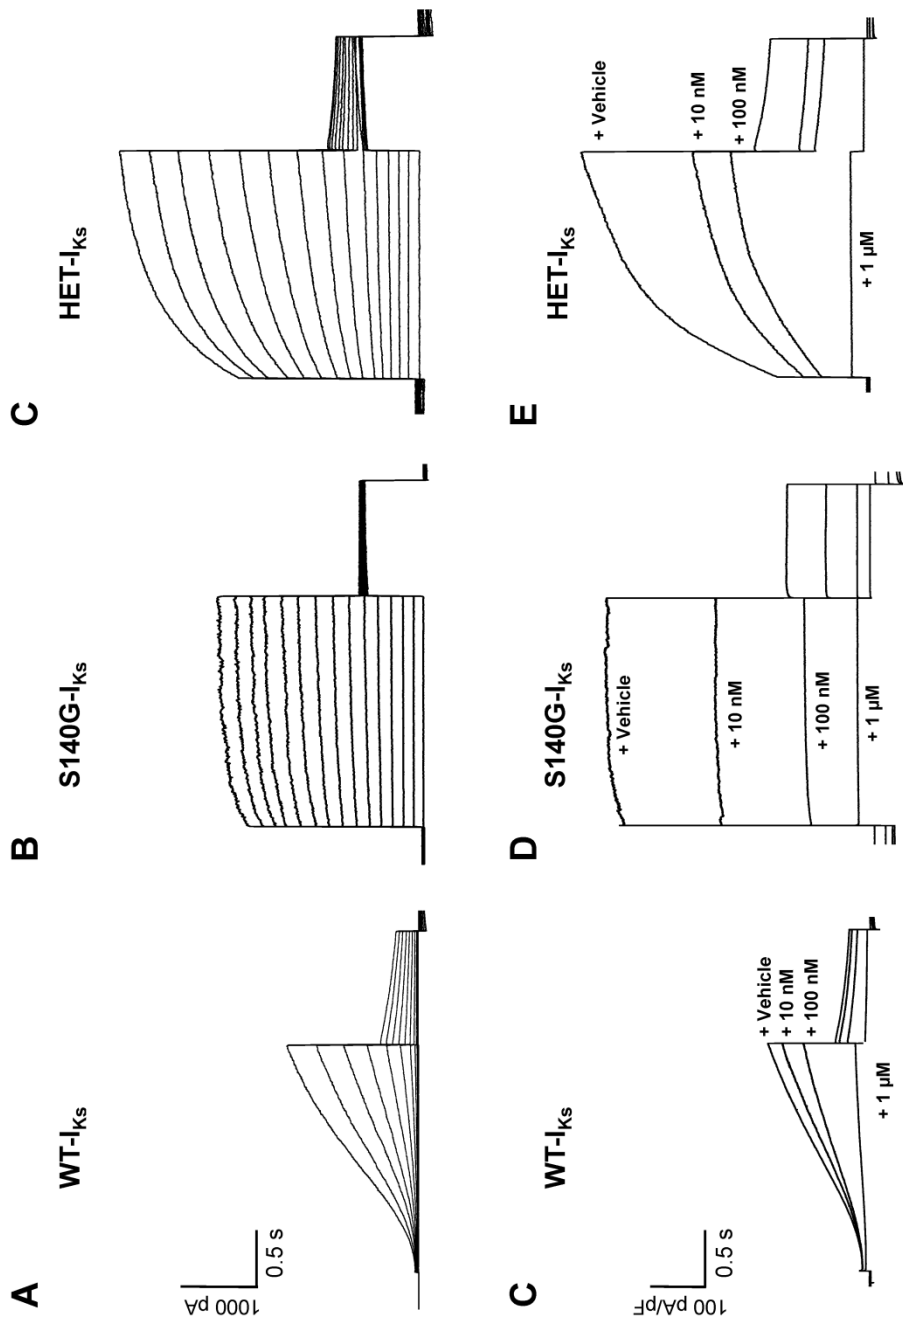 A
WT-IKs
1000 pA
0.5 s
B
S140G-IKs
C
HET-IKs
C
WT-IKs
100 pA/pF
0.5 s
+ Vehicle
+ 10 nM
+ 100 nM
+ 1 µM
D
S140G-IKs
+ Vehicle
+ 10 nM
+ 100 nM
+ 1 µM
E
HET-IKs
+ Vehicle
+ 10 nM
+ 100 nM
+ 1 µM